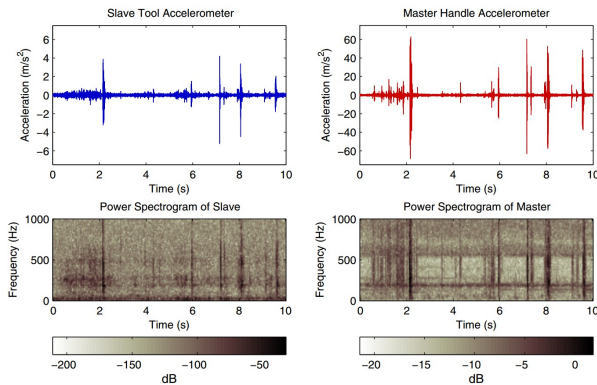 Slave Tool Accelerometer
Acceleration (m/s²)
6
4
2
0
−2
−4
−6
0 2 4 6 8 10
Time (s)
Master Handle Accelerometer
Acceleration (m/s²)
60
40
20
0
−20
−40
−60
0 2 4 6 8 10
Time (s)
Power Spectrogram of Slave
Frequency (Hz)
1000
500
0
0 2 4 6 8 10
Time (s)
Power Spectrogram of Master
Frequency (Hz)
1000
500
0
0 2 4 6 8 10
Time (s)
−200 −150 −100 −50
dB
−20 −15 −10 −5 0
dB